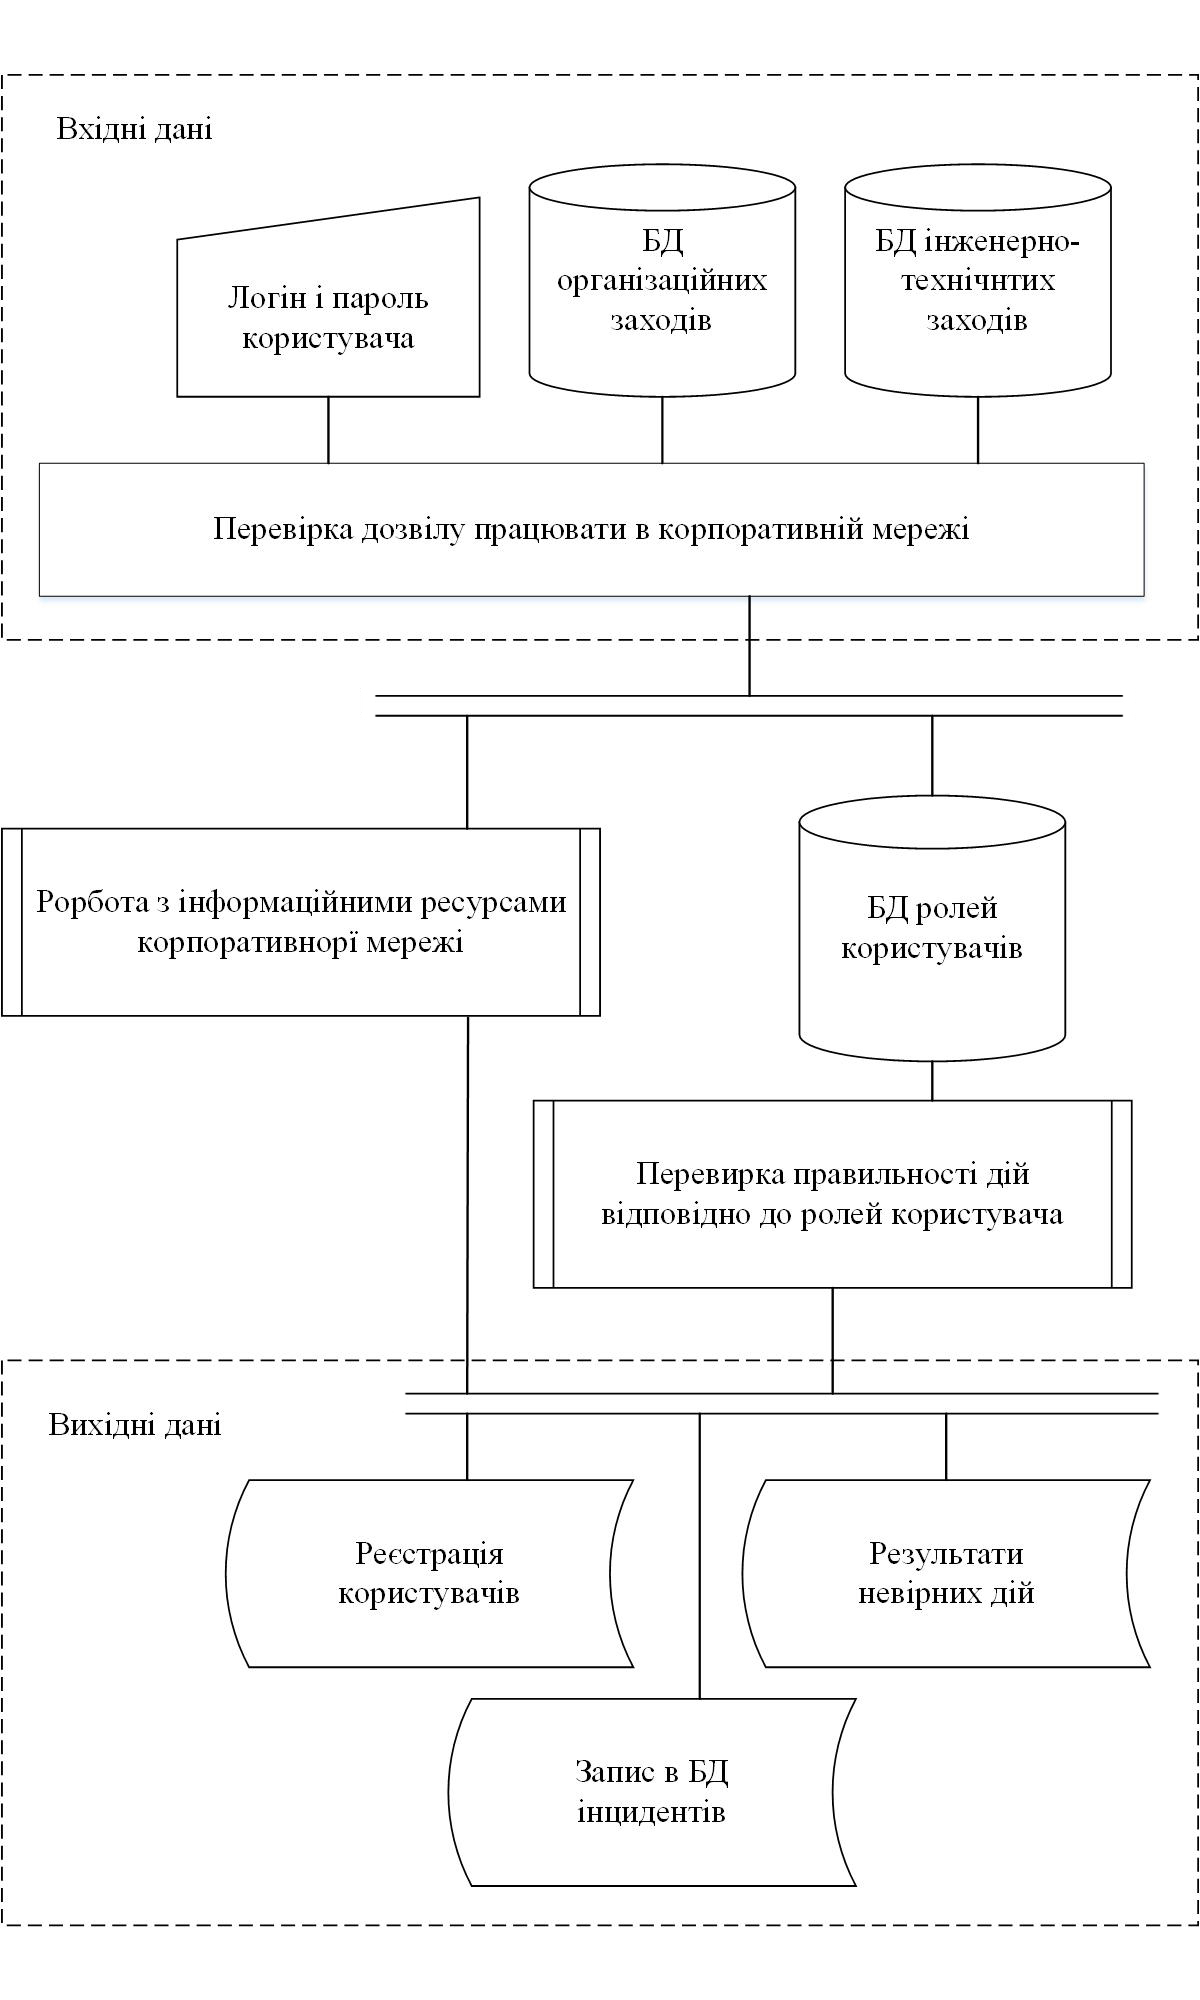 Вхідні дані
Логін і пароль
користувача
БД
організаційних
заходів
БД інженерно-
технічнтих
заходів
Перевірка дозвілу працювати в корпоративній мережі
Рорбота з інформаційними ресурсами
корпоративнорї мережі
БД ролей
користувачів
Перевирка правильності дій
відповідно до ролей користувача
Вихідні дані
Реєстрація
користувачів
Результати
невірних дій
Запис в БД
інцидентів